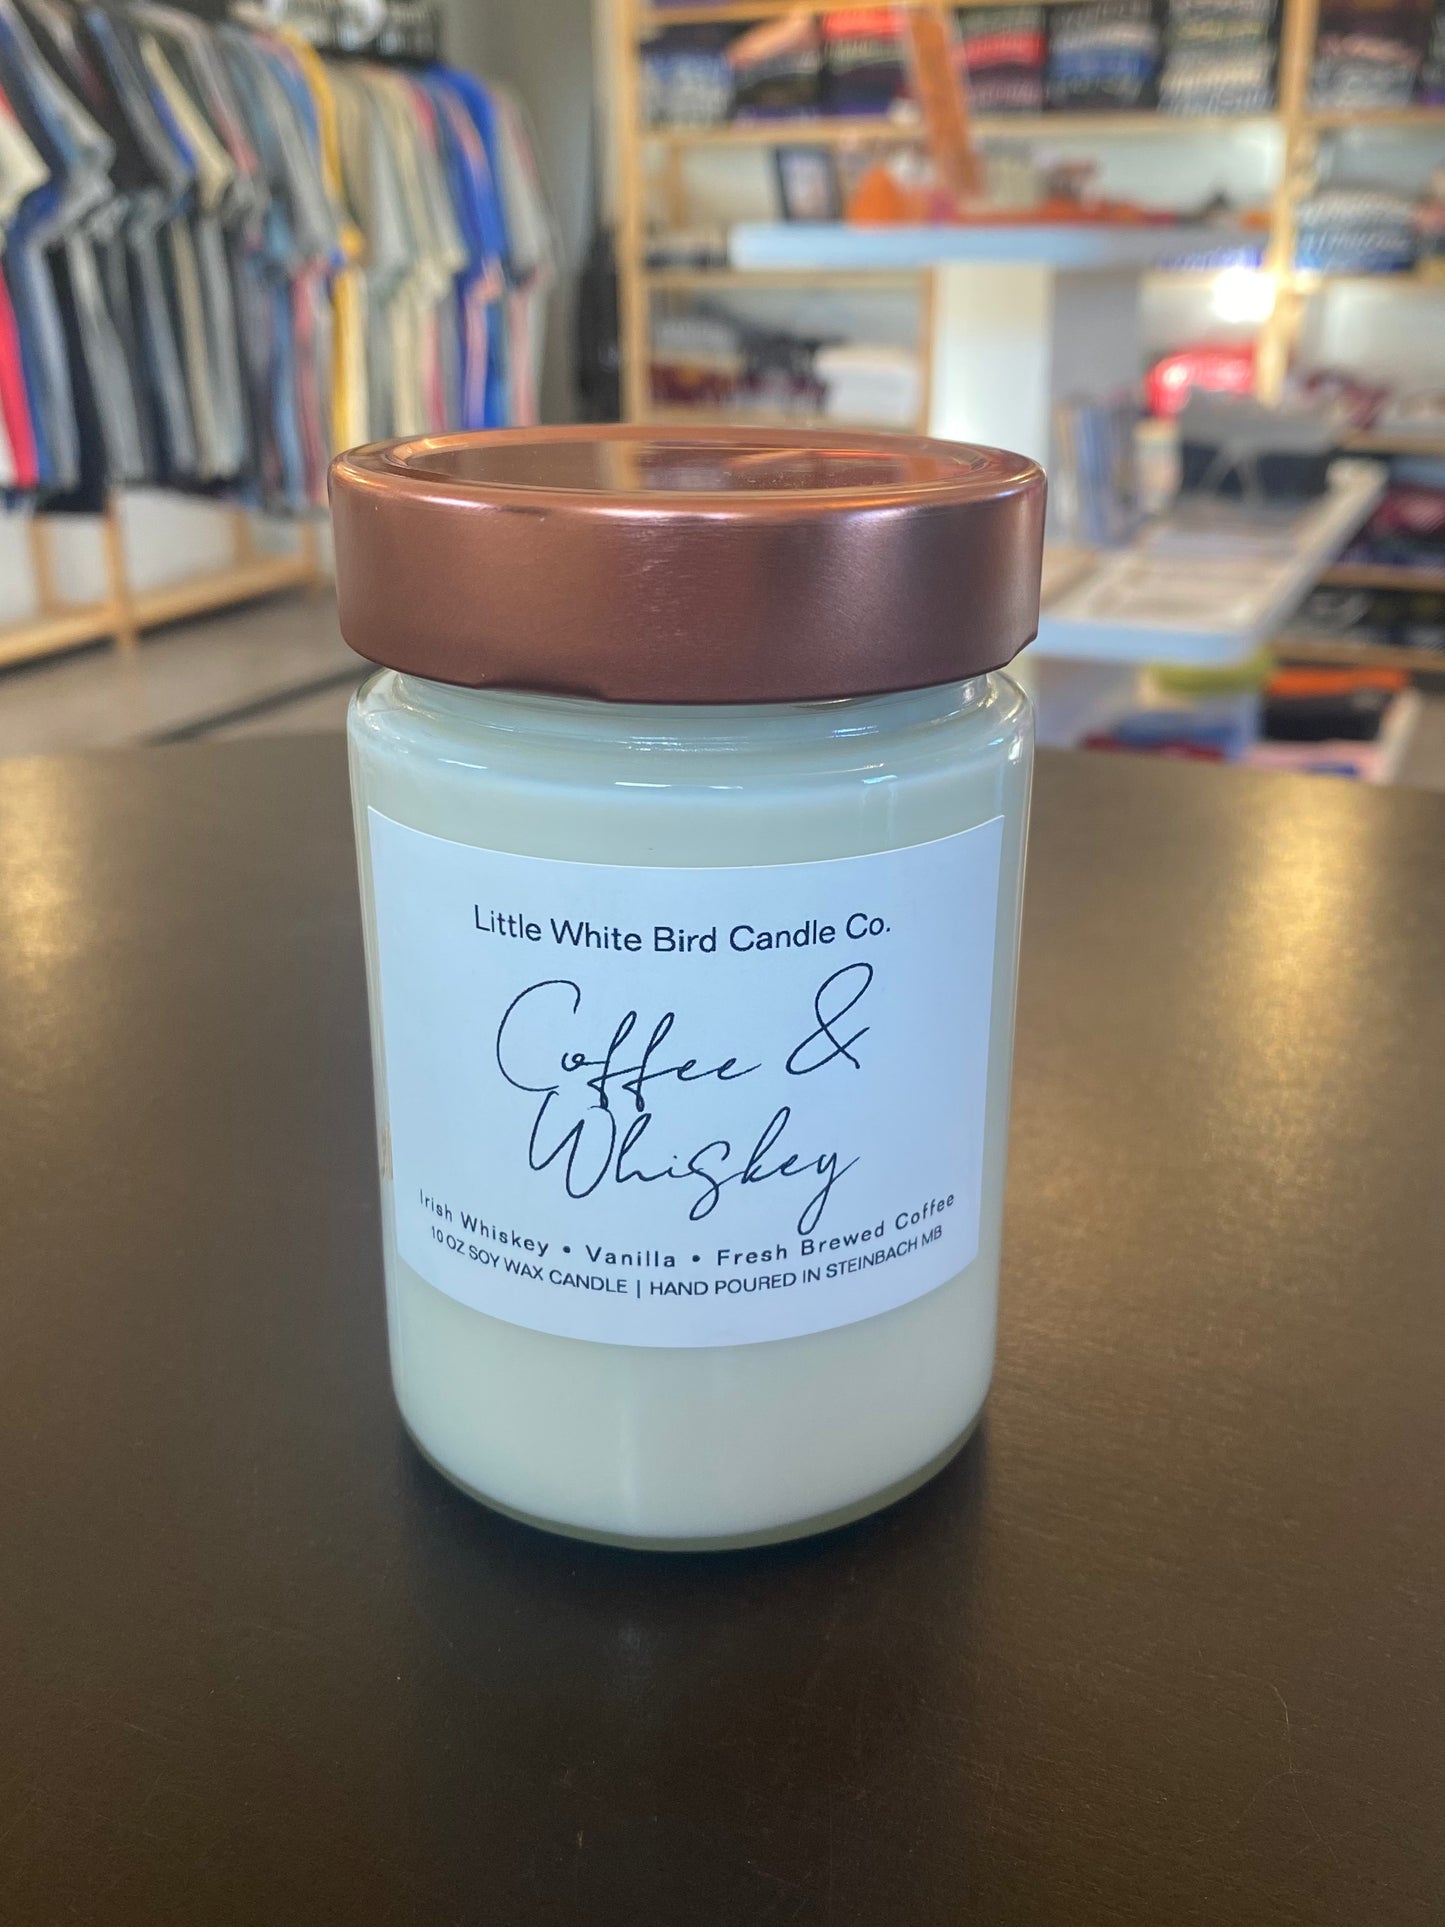 Little White Bird Candle Co.
Coffee &
Whiskey
Irish Whiskey • Vanilla • Fresh Brewed Coffee
10 OZ SOY WAX CANDLE | HAND POURED IN STEINBACH MB